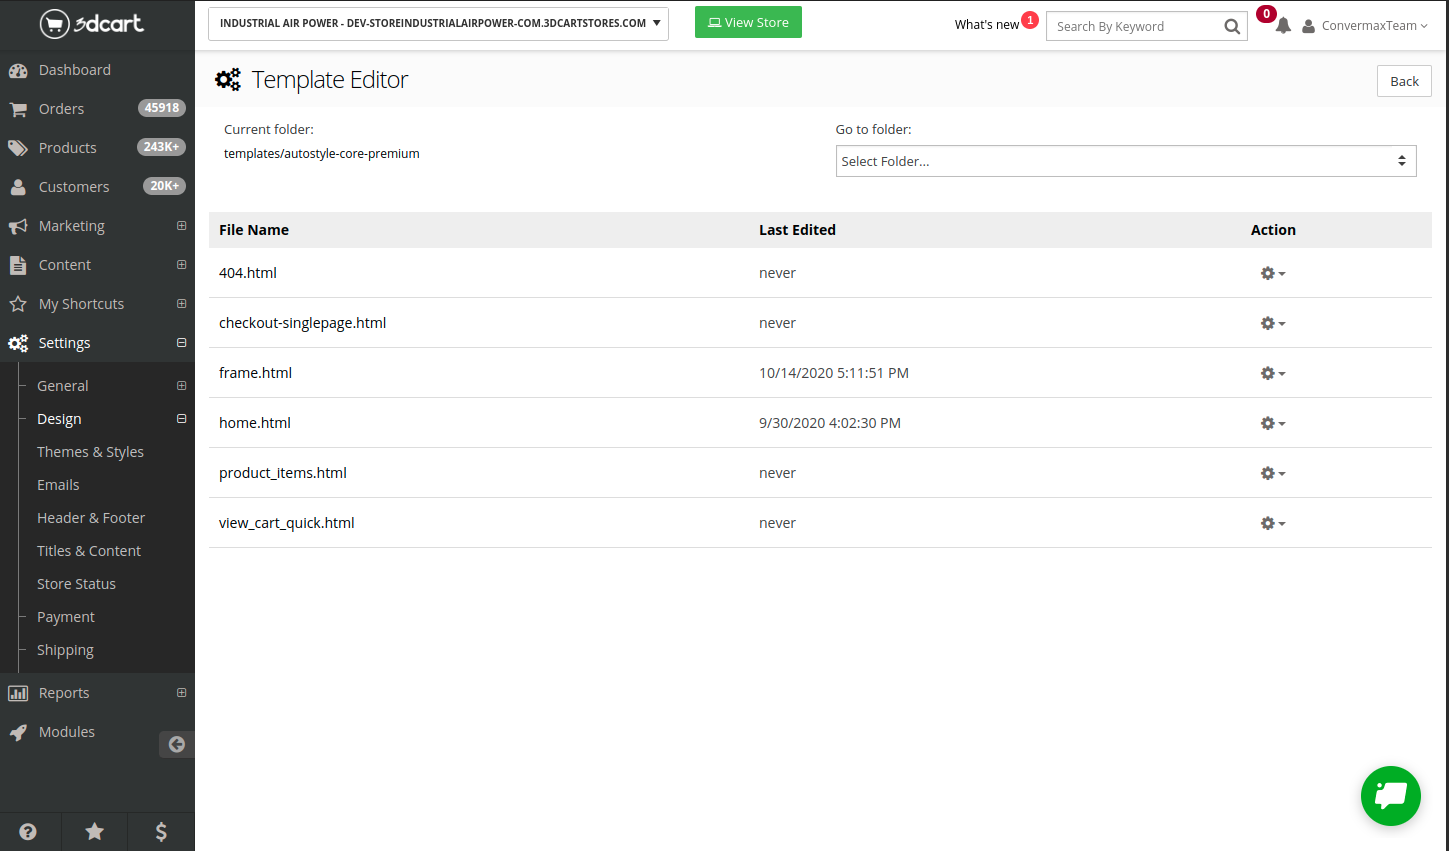 3dcart
INDUSTRIAL AIR POWER - DEV-STOREINDUSTRIALAIRPOWER-COM.3DCARTSTORES.COM
View Store
What's new 1
Search By Keyword
0
ConvermaxTeam
Dashboard
Orders 45918
Products 243K+
Customers 20K+
Marketing
Content
My Shortcuts
Settings
General
Design
Themes & Styles
Emails
Header & Footer
Titles & Content
Store Status
Payment
Shipping
Reports
Modules
Template Editor
Back
Current folder:
templates/autostyle-core-premium
Go to folder:
Select Folder...
File Name Last Edited Action
404.html never
checkout-singlepage.html never
frame.html 10/14/2020 5:11:51 PM
home.html 9/30/2020 4:02:30 PM
product_items.html never
view_cart_quick.html never